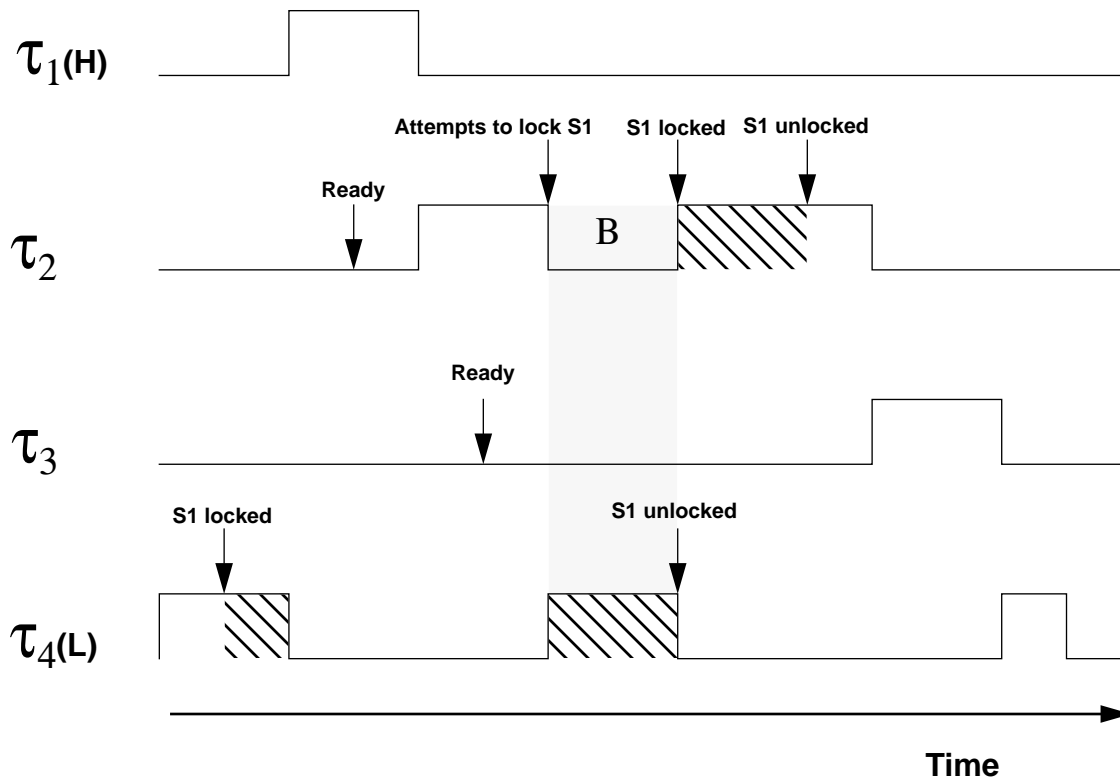 τ1(H)
Attempts to lock S1
S1 locked
S1 unlocked
Ready
B
τ2
Ready
τ3
S1 locked
S1 unlocked
τ4(L)
Time